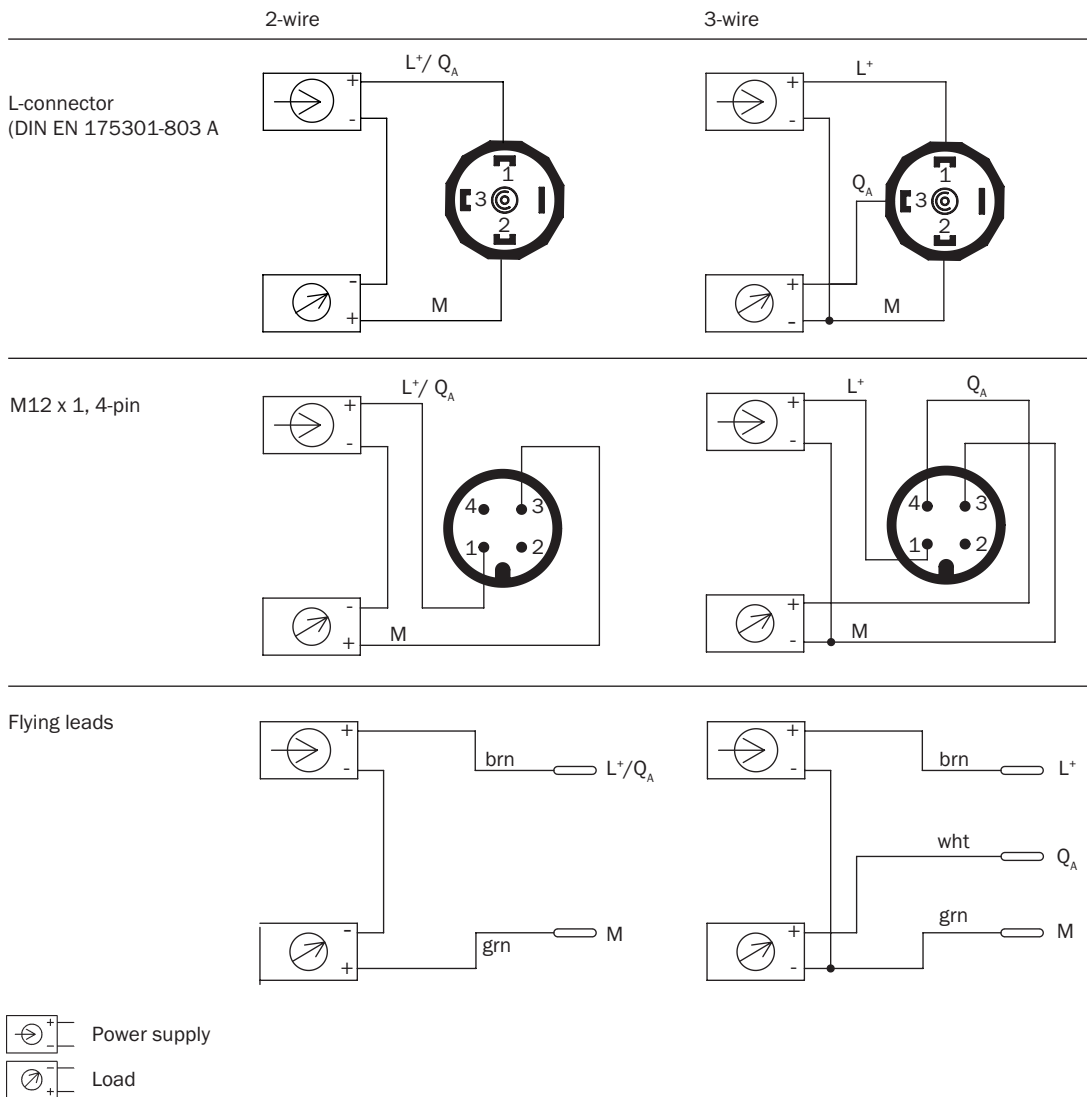 2-wire 3-wire
L-connector
(DIN EN 175301-803 A
L⁺/ Q_A
+
-
1
3
2
-
+
M
L⁺
+
-
Q_A
1
3
2
+
-
M
M12 x 1, 4-pin
L⁺/ Q_A
+
-
4 3
1 2
-
+
M
L⁺ Q_A
+
-
4 3
1 2
+
-
M
Flying leads
+
-
brn L⁺/Q_A
-
+
grn M
+
-
brn L⁺
wht Q_A
+
-
grn M
+
-
Power supply
-
+
Load